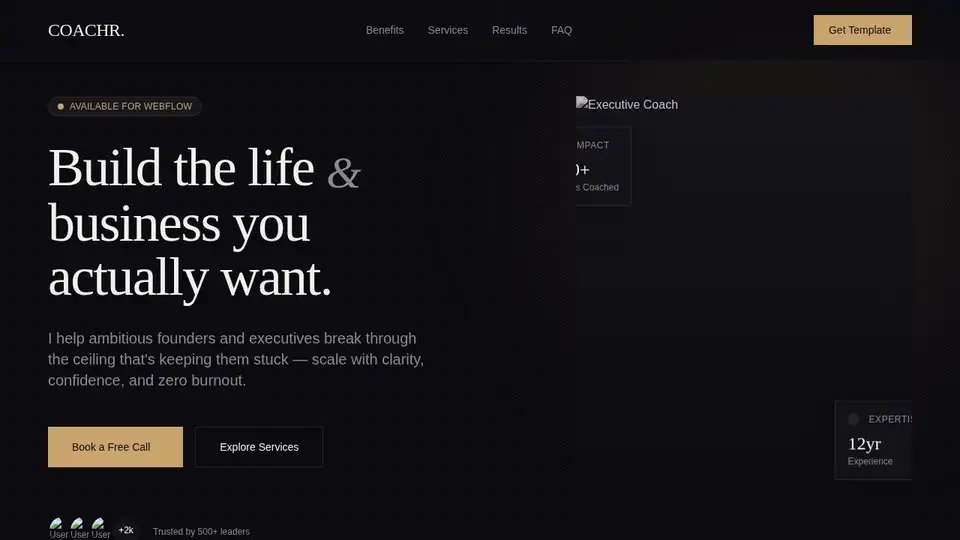 COACHR.
Benefits
Services
Results
FAQ
Get Template
AVAILABLE FOR WEBFLOW
Build the life &
business you
actually want.
I help ambitious founders and executives break through
the ceiling that's keeping them stuck — scale with clarity,
confidence, and zero burnout.
Book a Free Call
Explore Services
User User User +2k
Trusted by 500+ leaders
Executive Coach
MPACT
0+
s Coached
EXPERTIS
12yr
Experience